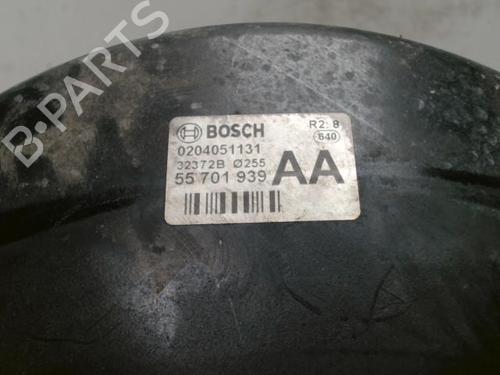 BOSCH
R2: 8
640
0204051131
32372B Ø255
55 701 939 AA
B-PARTS